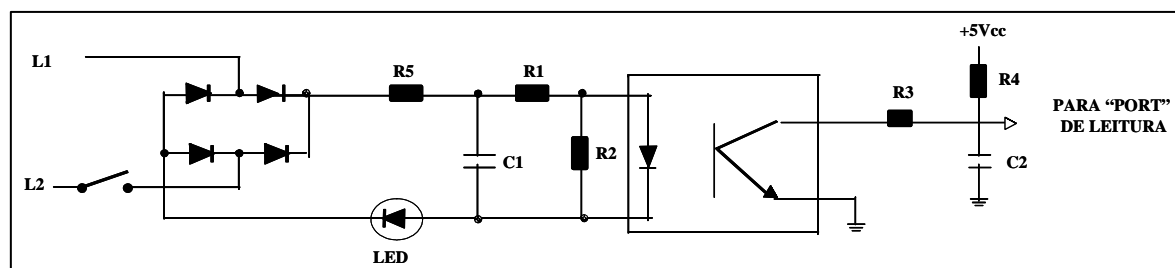 +5Vcc
L1
R5
R1
R4
R3
PARA “PORT”
DE LEITURA
C1
R2
C2
L2
LED